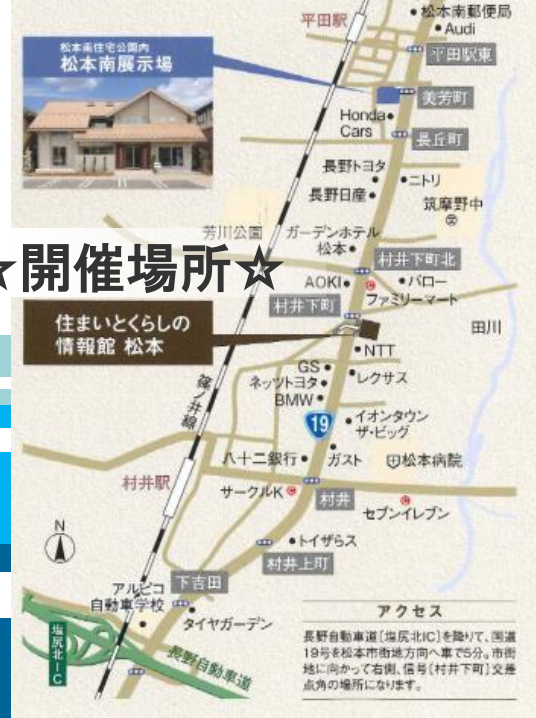 平田駅
松本南郵便局
Audi
平田駅東
松本南住宅公園内
松本南展示場
美芳町
Honda
Cars
長丘町
長野トヨタ
ニトリ
長野日産
筑摩野中
芳川公園
ガーデンホテル
松本
☆開催場所☆
村井下町北
AOKI
バロー
ファミリーマート
村井下町
田川
住まいとくらしの
情報館 松本
NTT
GS
レクサス
ネッツトヨタ
BMW
篠ノ井線
19
イオンタウン
ザ・ビッグ
八十二銀行
ガスト
松本病院
村井駅
サークルK
村井
セブンイレブン
N
トイザらス
村井上町
アルピコ
自動車学校
下吉田
タイヤガーデン
塩尻北IC
長野自動車道
アクセス
長野自動車道[塩尻北IC]を降りて、国道
19号を松本市街地方向へ車で5分。市街
地に向かって右側、信号[村井下町]交差
点角の場所になります。